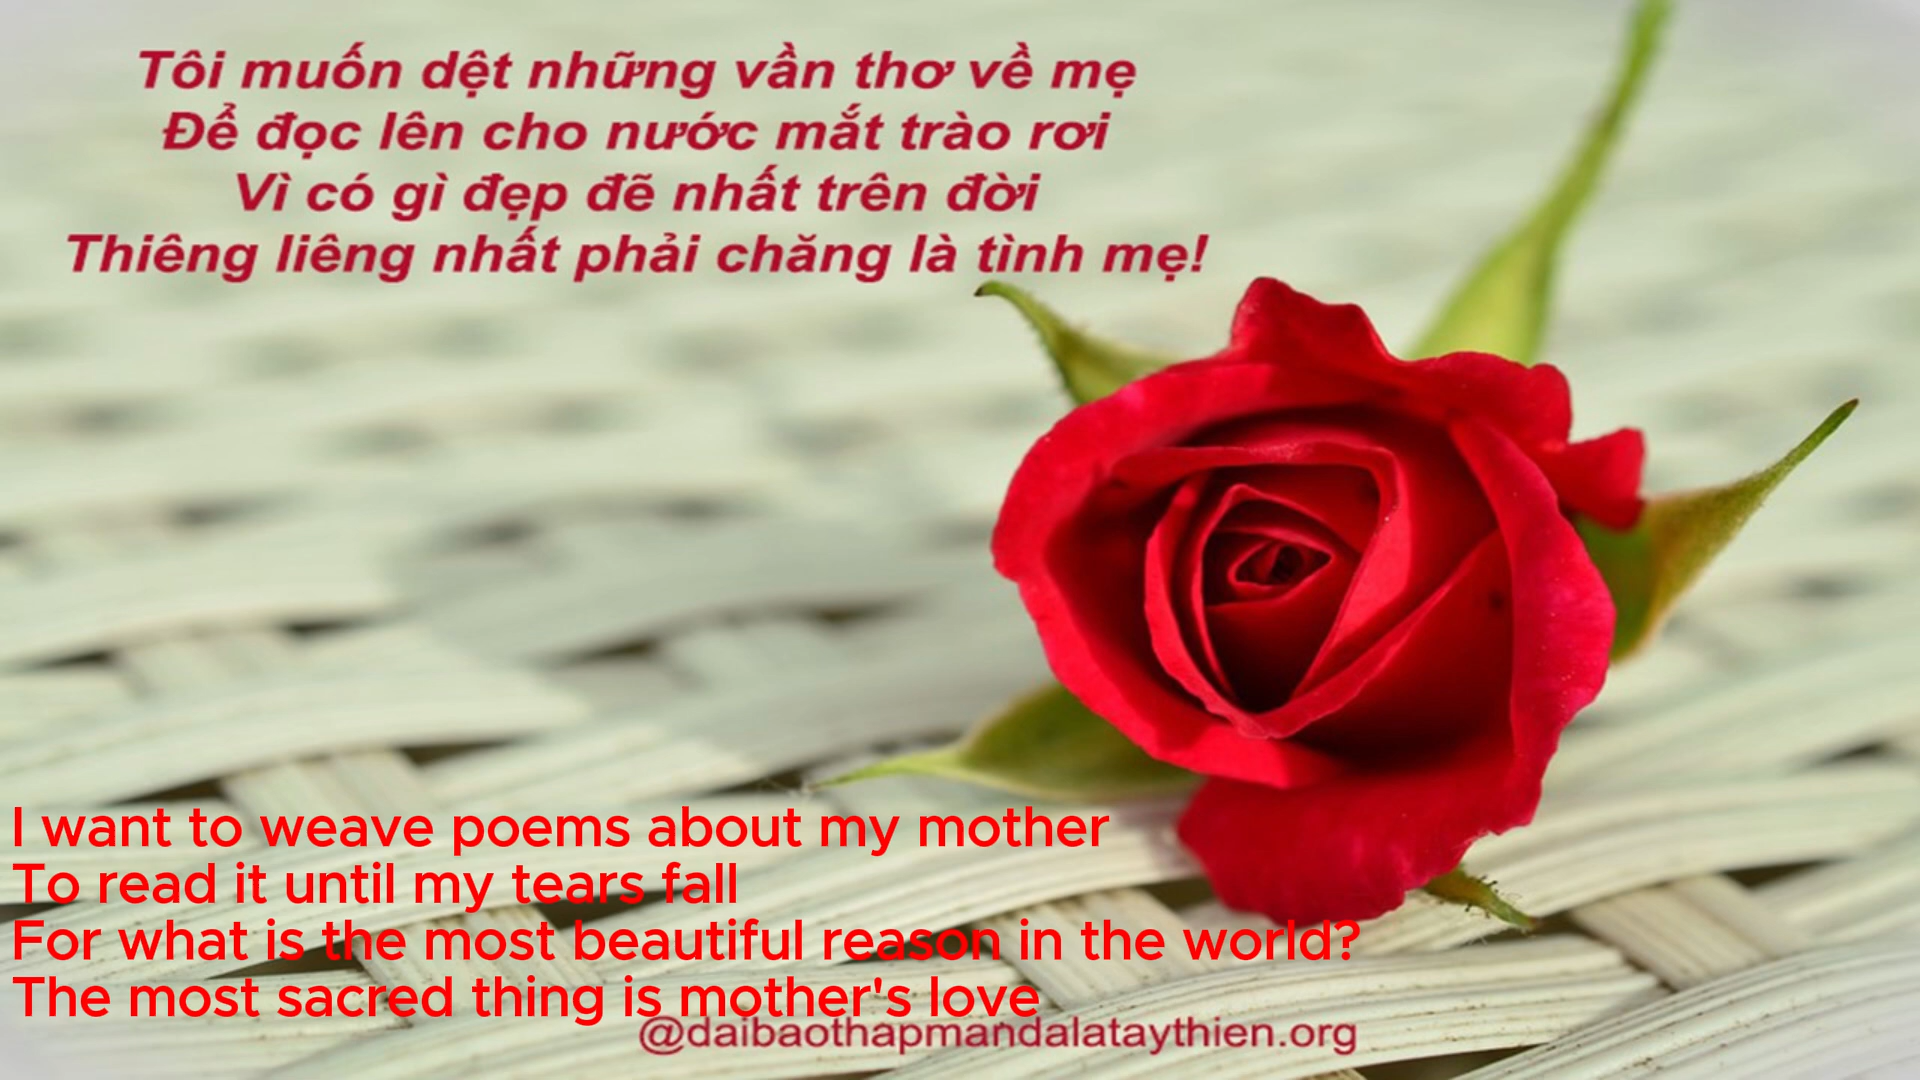 Tôi muốn dệt những vần thơ về mẹ
Để đọc lên cho nước mắt trào rơi
Vì có gì đẹp đẽ nhất trên đời
Thiêng liêng nhất phải chăng là tình mẹ!
I want to weave poems about my mother
To read it until my tears fall
For what is the most beautiful reason in the world?
The most sacred thing is mother's love
@daibaothapmandalataythien.org